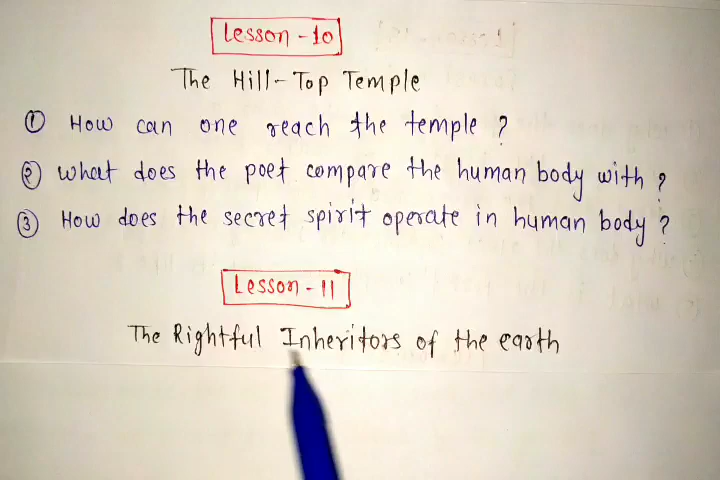 Lesson - 10
The Hill-Top Temple
① How can one reach the temple ?
② what does the poet compare the human body with ?
③ How does the secret spirit operate in human body ?
Lesson - 11
The Rightful Inheritors of the earth